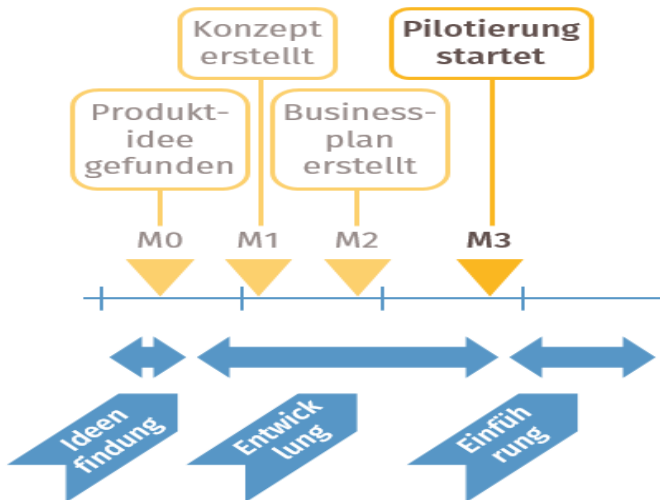 Konzept
erstellt
Pilotierung
startet
Produkt-
idee
gefunden
Business-
plan
erstellt
M0
M1
M2
M3
Ideen
findung
Entwick
lung
Einfüh
rung